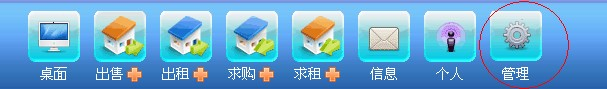 桌面 出售 出租 求购 求租 信息 个人 管理